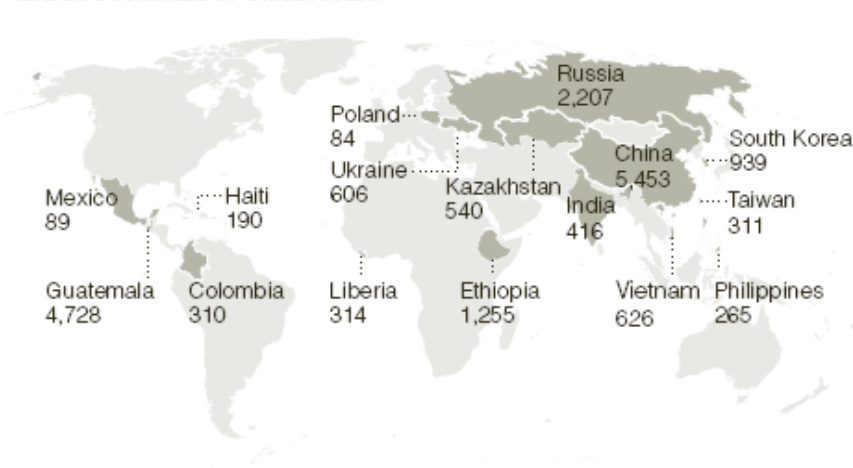 Russia
2,207
Poland
84
South Korea
939
China
5,453
Ukraine
606
Kazakhstan
540
Mexico
89
Haiti
190
India
416
Taiwan
311
Guatemala
4,728
Colombia
310
Liberia
314
Ethiopia
1,255
Vietnam
626
Philippines
265